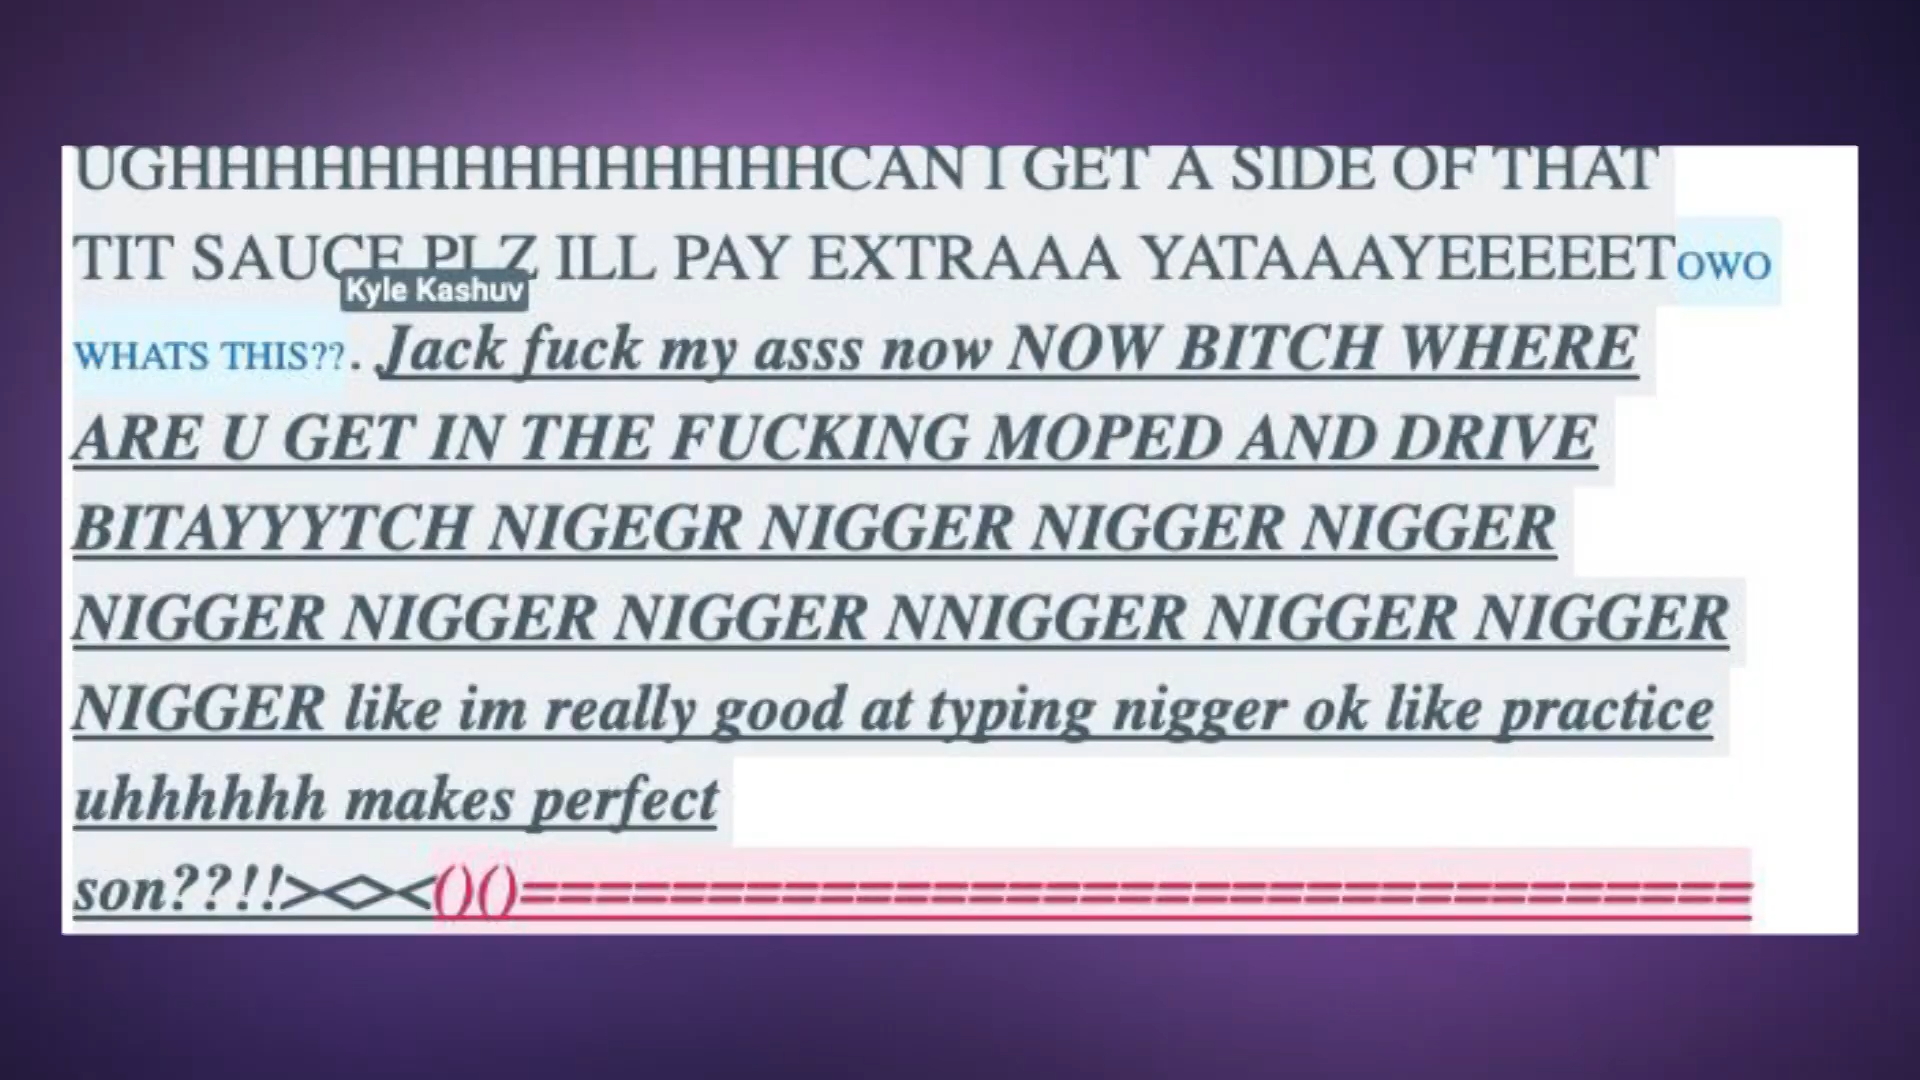 UGHHHHHHHHHHHHHHHHCAN I GET A SIDE OF THAT
TIT SAUCE PLZ ILL PAY EXTRAAA YATAAAYEEEEETOWO
Kyle Kashuv
WHATS THIS??. Jack fuck my asss now NOW BITCH WHERE
ARE U GET IN THE FUCKING MOPED AND DRIVE
BITAYYYTCH NIGEGR NIGGER NIGGER NIGGER
NIGGER NIGGER NIGGER NNIGGER NIGGER NIGGER
NIGGER like im really good at typing nigger ok like practice
uhhhhhh makes perfect
son??!!><><()()=================================